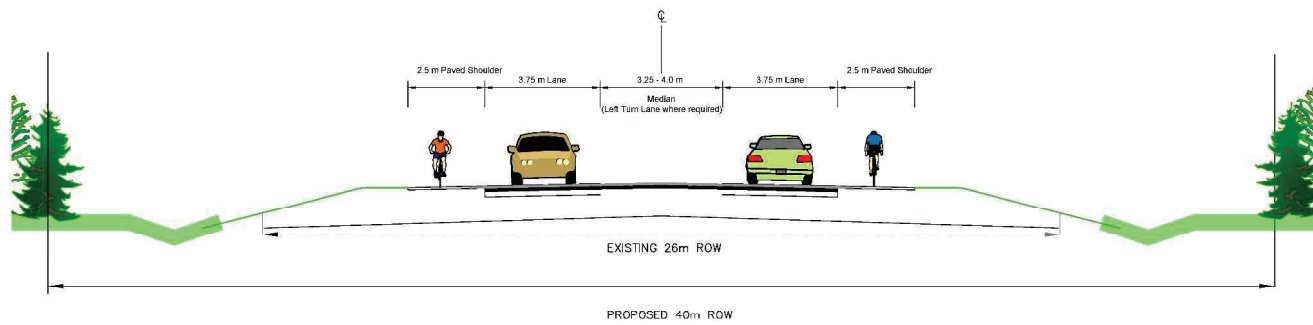 ℄
2.5 m Paved Shoulder
3.75 m Lane
3.25 - 4.0 m
3.75 m Lane
2.5 m Paved Shoulder
Median
(Left Turn Lane where required)
EXISTING 26m ROW
PROPOSED 40m ROW